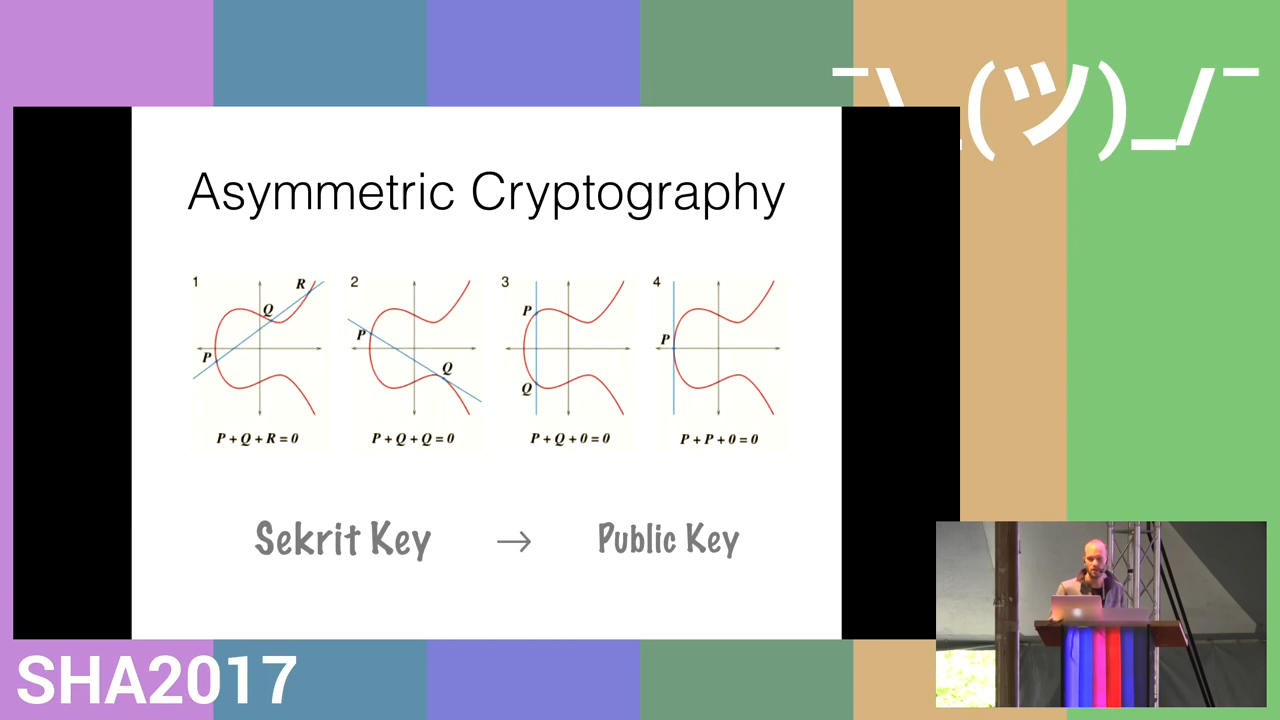 ¯\_(ツ)_/¯
Asymmetric Cryptography
1 2 3 4
R
Q
P
P
Q
P
Q
P
P + Q + R = 0 P + Q + Q = 0 P + Q + 0 = 0 P + P + 0 = 0
Sekrit Key → Public Key
SHA2017